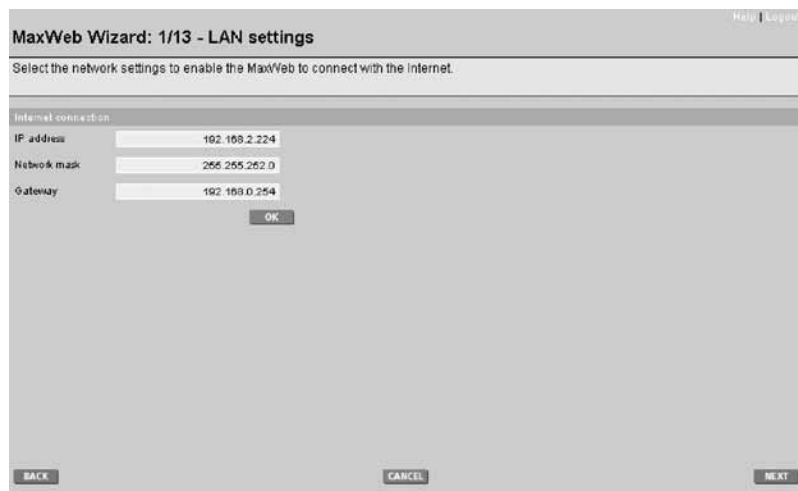 Help | Logout
MaxWeb Wizard: 1/13 - LAN settings
Select the network settings to enable the MaxWeb to connect with the Internet.
Internet connection
IP address 192.168.2.224
Network mask 255.255.252.0
Gateway 192.168.0.254
OK
BACK CANCEL NEXT